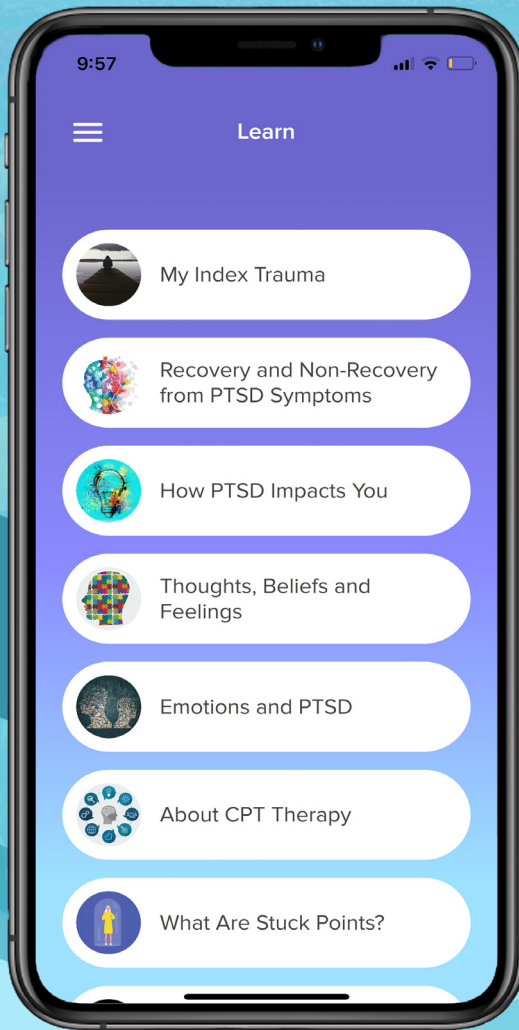 9:57
Learn
My Index Trauma
Recovery and Non-Recovery
from PTSD Symptoms
How PTSD Impacts You
Thoughts, Beliefs and
Feelings
Emotions and PTSD
About CPT Therapy
What Are Stuck Points?